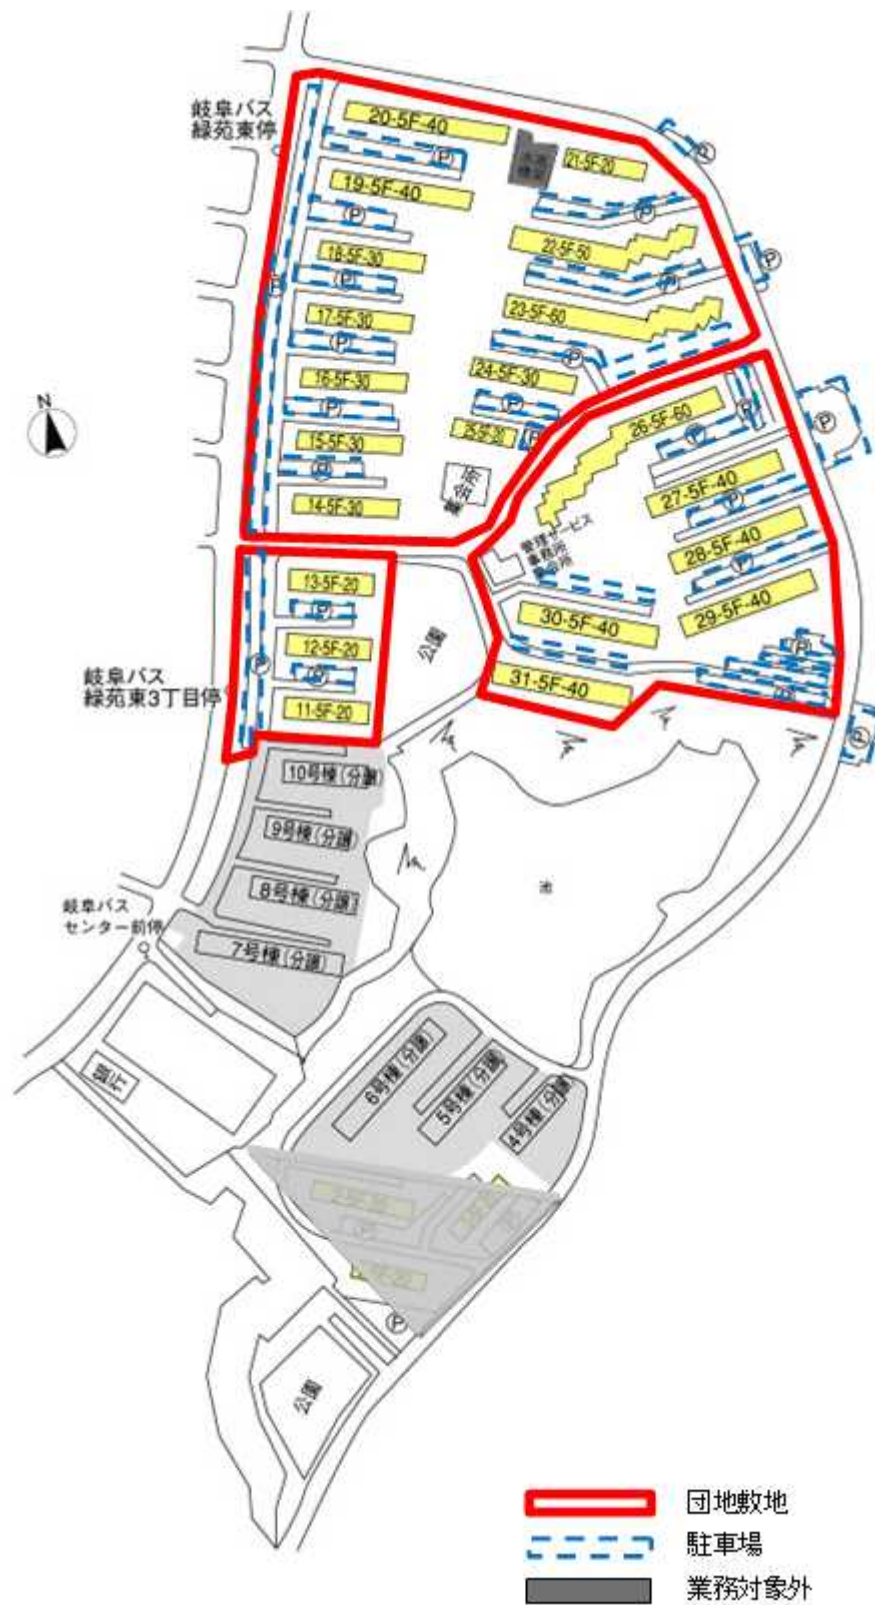 岐阜バス
緑苑東停
20-5F-40
21-5F-20
P
19-5F-40
P
P
P
18-5F-30
22-5F-50
P
P
P
P
17-5F-30
23-5F-60
P
P
16-5F-30
24-5F-30
26-5F-60
N
P
P
P
15-5F-30
P
集会所
27-5F-40
P
14-5F-30
管理サービス
事務所
集会所
28-5F-40
P
13-5F-20
29-5F-40
P
30-5F-40
公園
12-5F-20
P
岐阜バス
緑苑東3丁目停
P
P
31-5F-40
11-5F-20
P
10号棟(分譲)
9号棟(分譲)
8号棟(分譲)
池
岐阜バス
センター前停
7号棟(分譲)
6号棟(分譲)
5号棟(分譲)
4号棟(分譲)
銀行
P
公園
団地敷地
駐車場
業務対象外